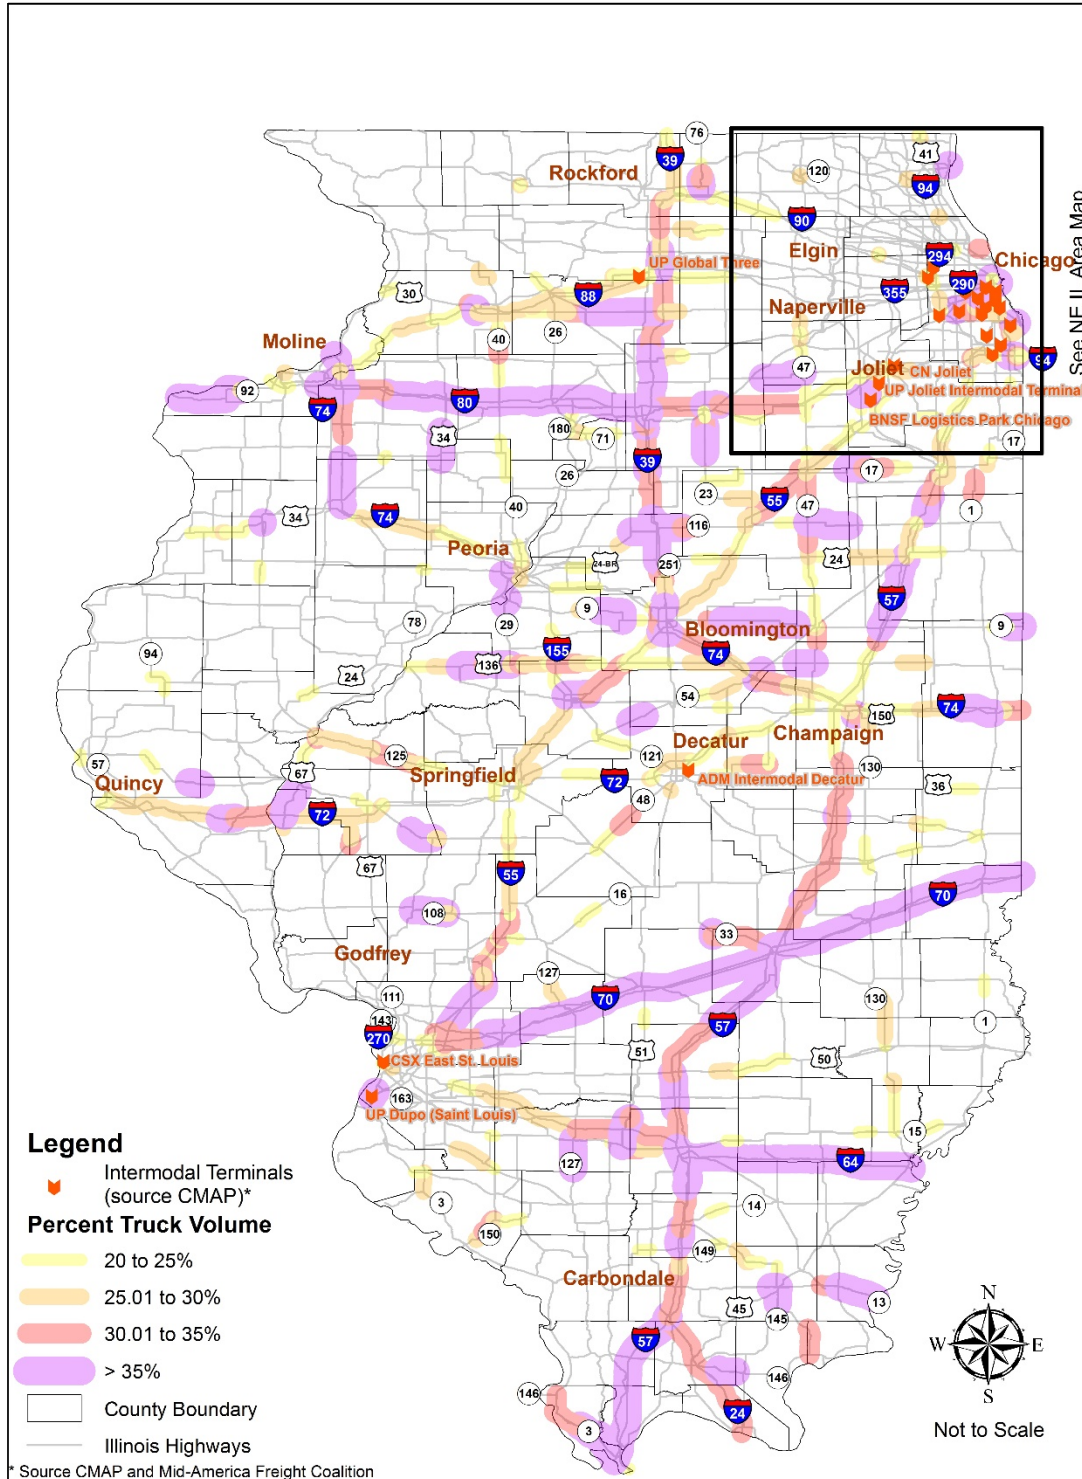 76
39
41
Rockford
120
94
90
Elgin
294
Chicago
UP Global Three
290
88
355
30
Naperville
See NE IL Area Map
26
40
Moline
94
47
Joliet
CN Joliet
92
UP Joliet Intermodal Terminal
80
74
BNSF Logistics Park Chicago
180
34
71
17
39
17
26
23
55
47
40
34
74
1
116
Peoria
24-BR
251
24
57
9
78
29
Bloomington
9
94
155
74
136
24
54
150
74
Decatur
Champaign
125
121
57
67
Springfield
130
72
ADM Intermodal Decatur
Quincy
36
48
72
67
55
16
70
108
33
Godfrey
127
111
70
130
143
57
1
270
51
50
CSX East St. Louis
163
UP Dupo (Saint Louis)
15
Legend
127
64
Intermodal Terminals
(source CMAP)*
3
14
Percent Truck Volume
150
149
20 to 25%
Carbondale
25.01 to 30%
45
13
145
N
30.01 to 35%
57
W E
> 35%
146
146
S
County Boundary
24
3
Not to Scale
Illinois Highways
* Source CMAP and Mid-America Freight Coalition